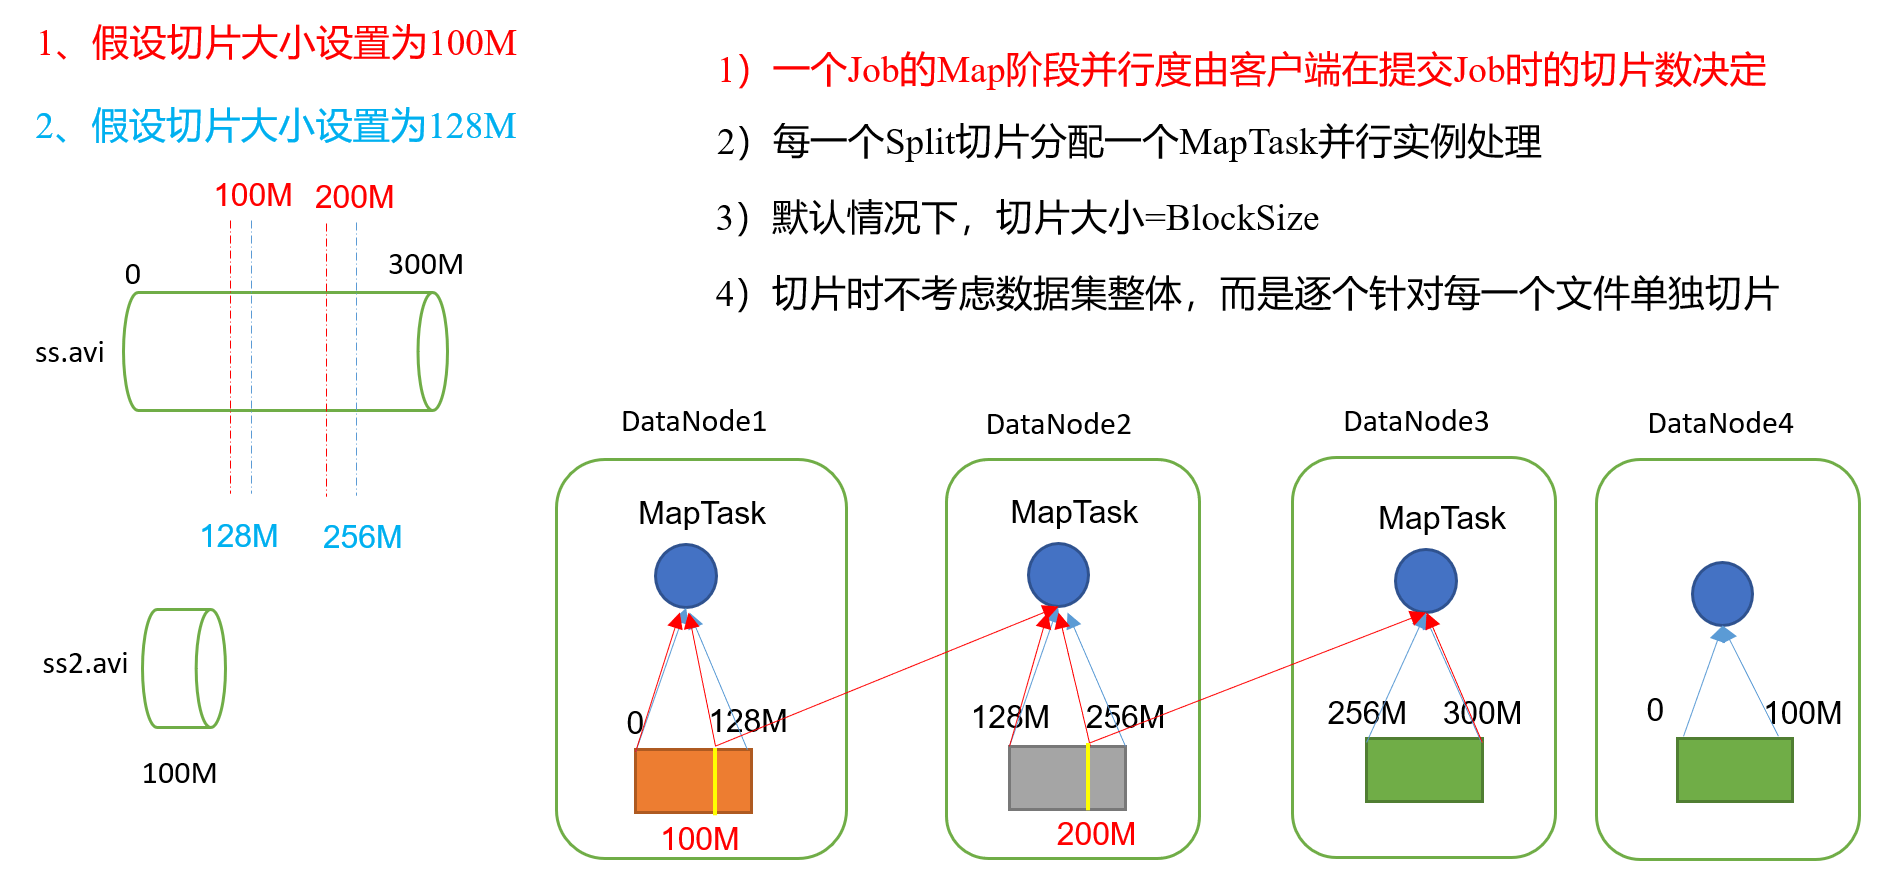 1、假设切片大小设置为100M
2、假设切片大小设置为128M
1）一个Job的Map阶段并行度由客户端在提交Job时的切片数决定
2）每一个Split切片分配一个MapTask并行实例处理
3）默认情况下，切片大小=BlockSize
4）切片时不考虑数据集整体，而是逐个针对每一个文件单独切片
100M 200M
0 300M
ss.avi
128M 256M
ss2.avi
100M
DataNode1 DataNode2 DataNode3 DataNode4
MapTask MapTask MapTask
0 128M 128M 256M 256M 300M 0 100M
100M 200M